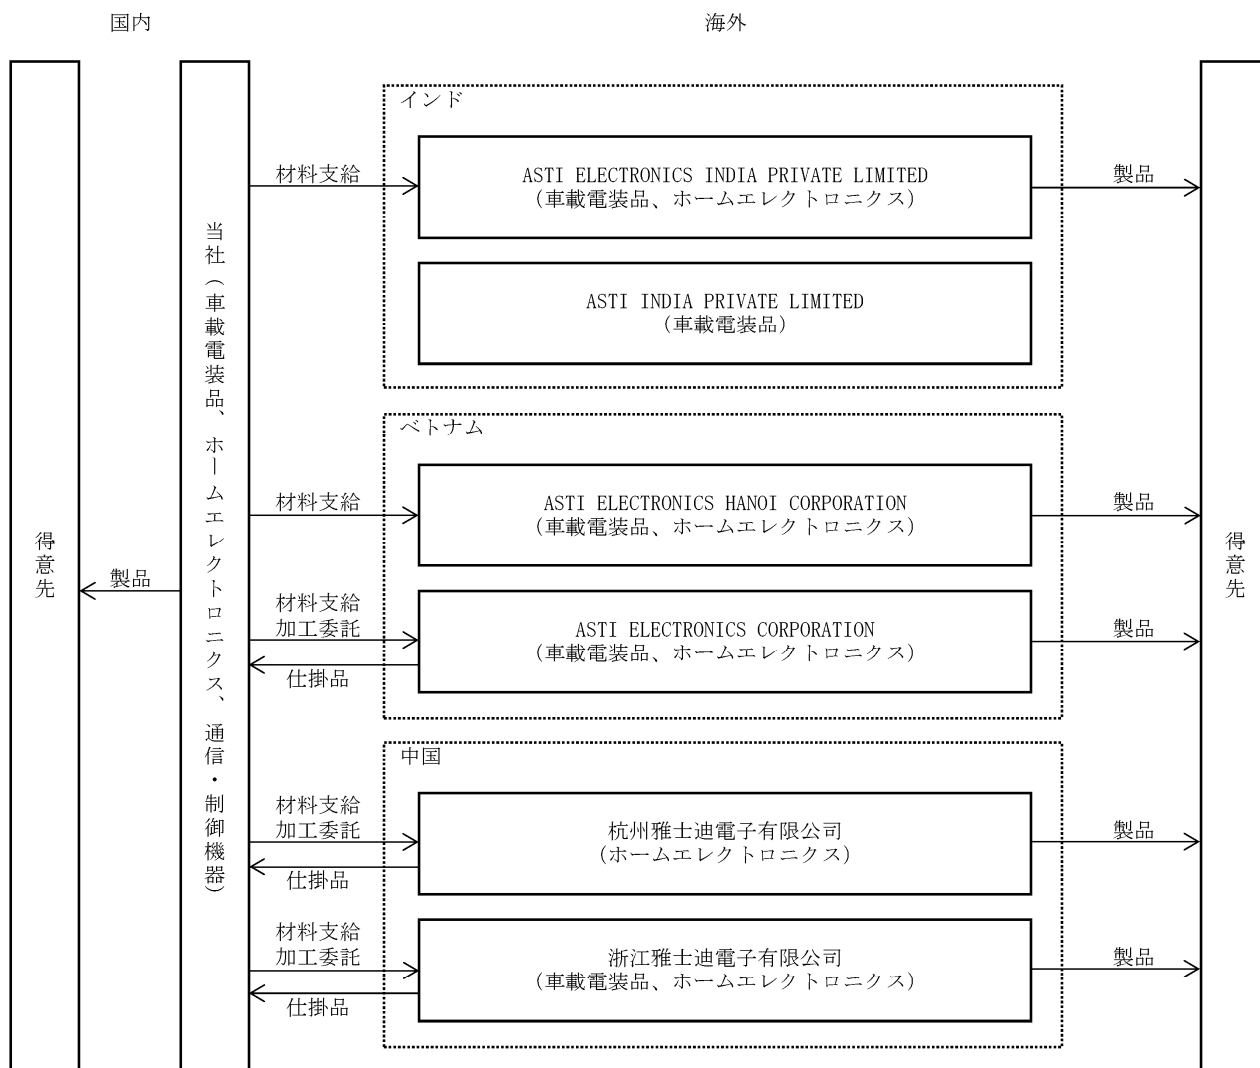 国内
海外
得意先
製品
当社(車載電装品、ホームエレクトロニクス、通信・制御機器)
インド
材料支給
ASTI ELECTRONICS INDIA PRIVATE LIMITED
(車載電装品、ホームエレクトロニクス)
製品
ASTI INDIA PRIVATE LIMITED
(車載電装品)
ベトナム
材料支給
ASTI ELECTRONICS HANOI CORPORATION
(車載電装品、ホームエレクトロニクス)
製品
材料支給
加工委託
仕掛品
ASTI ELECTRONICS CORPORATION
(車載電装品、ホームエレクトロニクス)
製品
中国
材料支給
加工委託
仕掛品
杭州雅士迪電子有限公司
(ホームエレクトロニクス)
製品
材料支給
加工委託
仕掛品
浙江雅士迪電子有限公司
(車載電装品、ホームエレクトロニクス)
製品
得意先